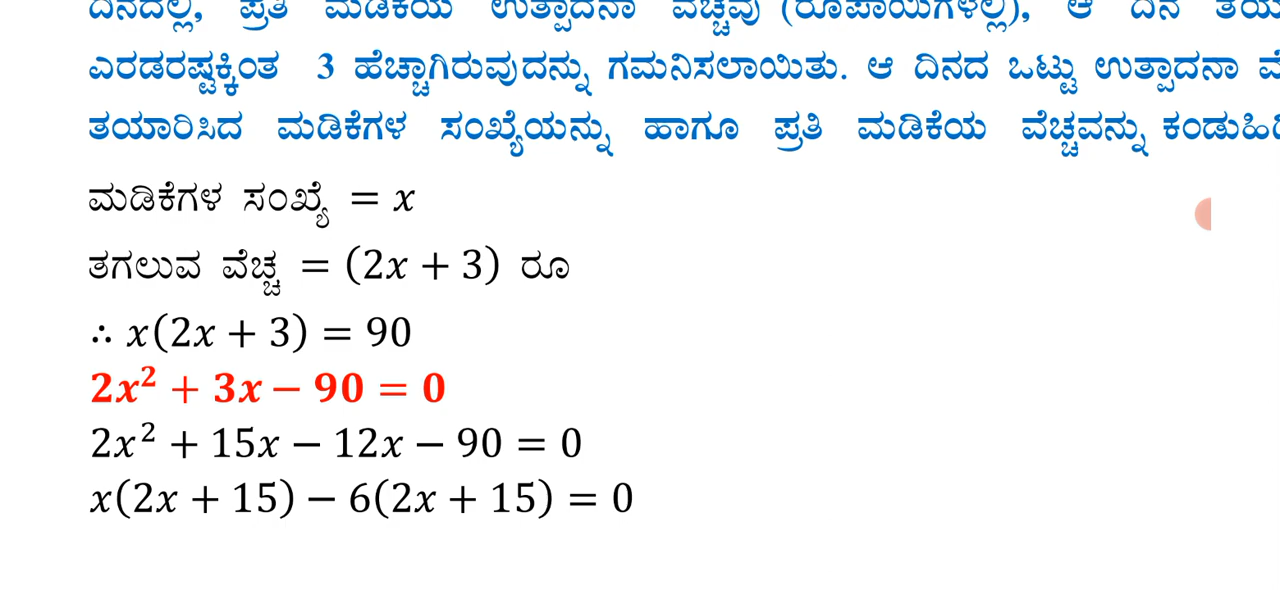 ದಿನದಲ್ಲಿ, ಪ್ರತಿ ಮಡಿಕೆಯ ಉತ್ಪಾದನಾ ವೆಚ್ಚವು (ರೂಪಾಯಿಗಳಲ್ಲಿ), ಆ ದಿನ
ಎರಡರಷ್ಟಕ್ಕಿಂತ 3 ಹೆಚ್ಚಾಗಿರುವುದನ್ನು ಗಮನಿಸಲಾಯಿತು. ಆ ದಿನದ ಒಟ್ಟು ಉತ್ಪಾದನಾ
ತಯಾರಿಸಿದ ಮಡಿಕೆಗಳ ಸಂಖ್ಯೆಯನ್ನು ಹಾಗೂ ಪ್ರತಿ ಮಡಿಕೆಯ ವೆಚ್ಚವನ್ನು
ಮಡಿಕೆಗಳ ಸಂಖ್ಯೆ = x
ತಗಲುವ ವೆಚ್ಚ = (2x + 3) ರೂ
∴ x(2x + 3) = 90
2x² + 3x − 90 = 0
2x² + 15x − 12x − 90 = 0
x(2x + 15) − 6(2x + 15) = 0